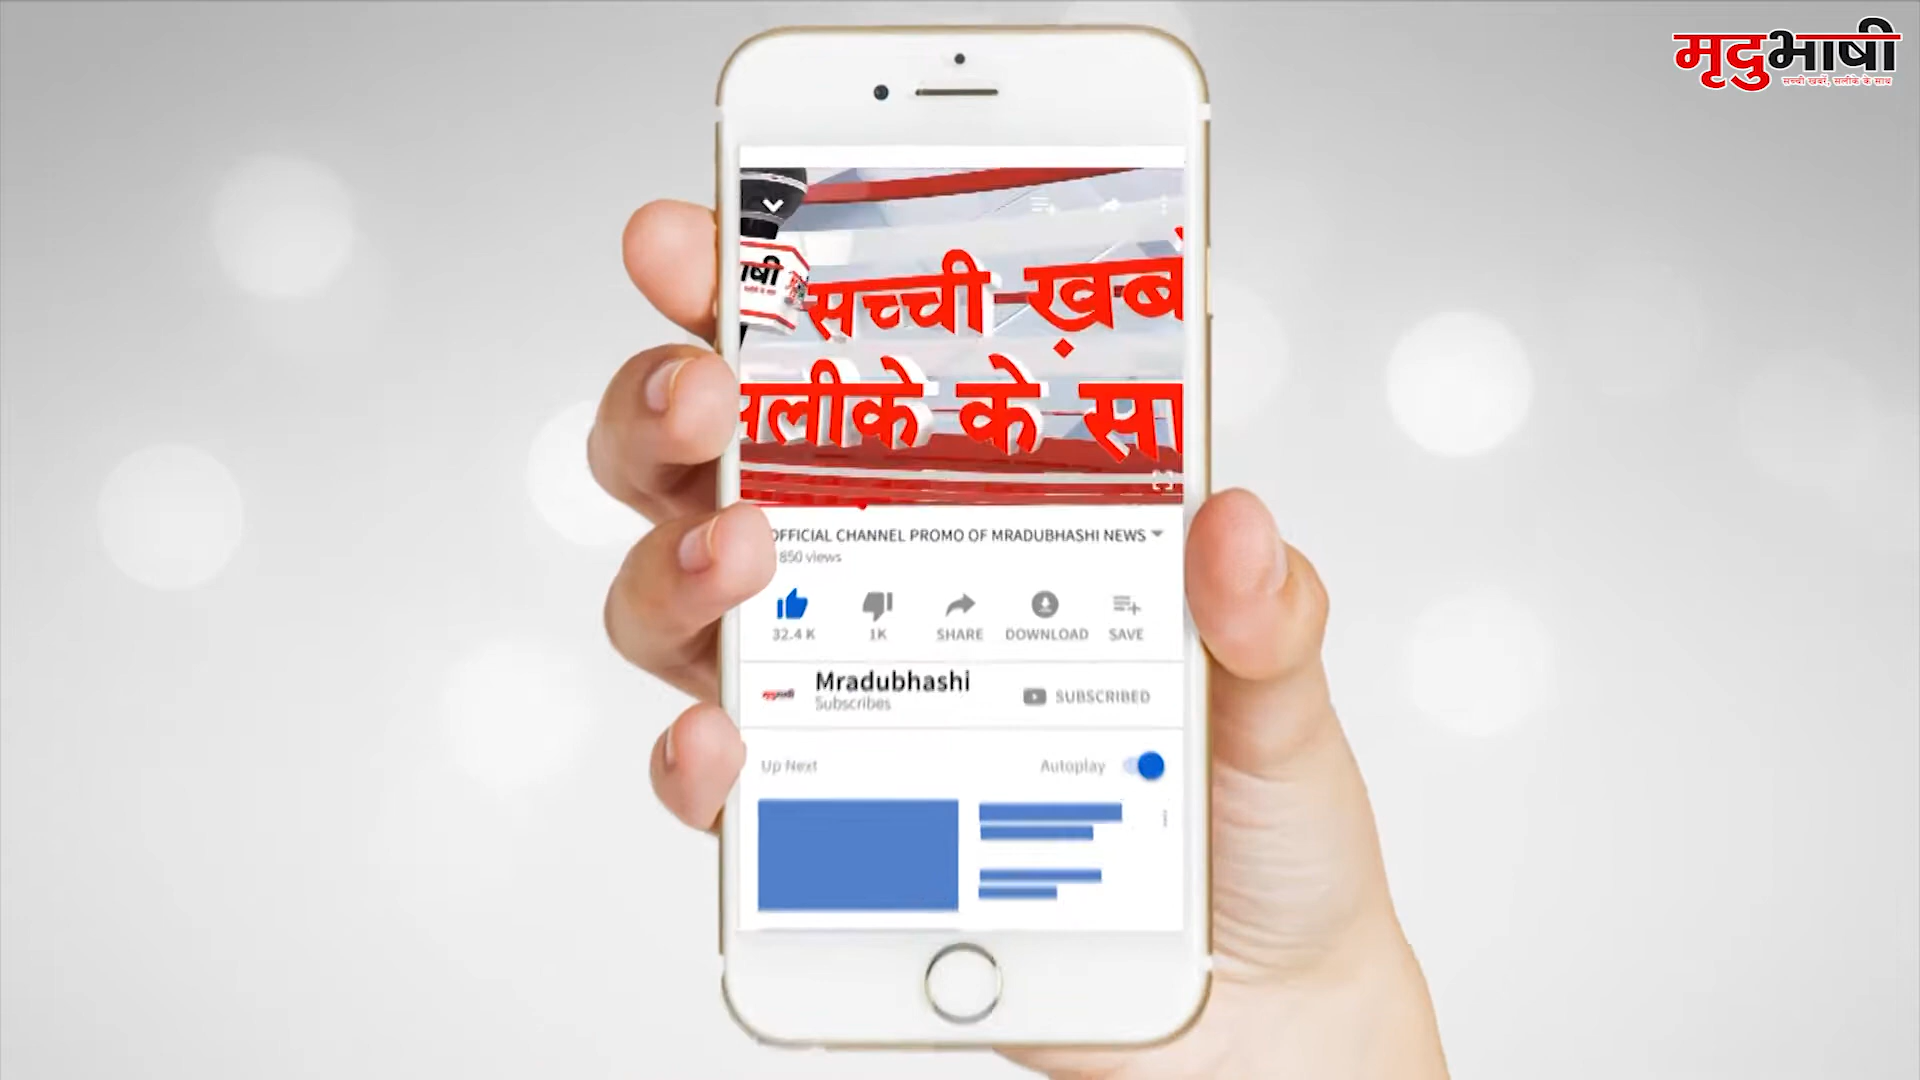 मृदुभाषी
सच्ची खबरें, सलीके के साथ
षी
सच्ची ख़ब
सलीके के सा
OFFICIAL CHANNEL PROMO OF MRADUBHASHI NEWS
850 views
32.4 K
1K
SHARE
DOWNLOAD
SAVE
Mradubhashi
Subscribes
SUBSCRIBED
Up Next
Autoplay